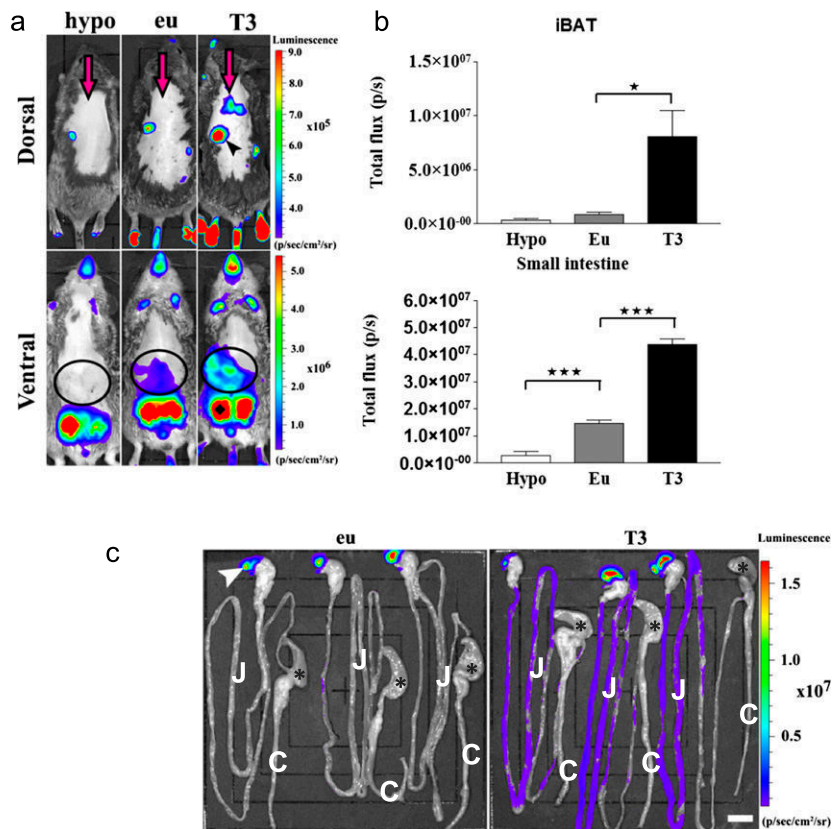 a
hypo eu T3
Luminescence
Dorsal
9.0
8.0
7.0
x10⁵
6.0
5.0
4.0
(p/sec/cm²/sr)
Ventral
5.0
4.0
3.0
x10⁶
2.0
1.0
(p/sec/cm²/sr)
b
iBAT
Total flux (p/s)
1.5×10⁰⁷
1.0×10⁰⁷
5.0×10⁰⁶
0.0×10⁻⁰⁰
★
Hypo Eu T3
Small intestine
Total flux (p/s)
6.0×10⁰⁷
5.0×10⁰⁷
4.0×10⁰⁷
3.0×10⁰⁷
2.0×10⁰⁷
1.0×10⁰⁷
0.0×10⁻⁰⁰
★★★
★★★
Hypo Eu T3
c
eu T3
Luminescence
J * C J * C J * C
J * C J * C J * C
1.5
1.0
x10⁷
0.5
(p/sec/cm²/sr)